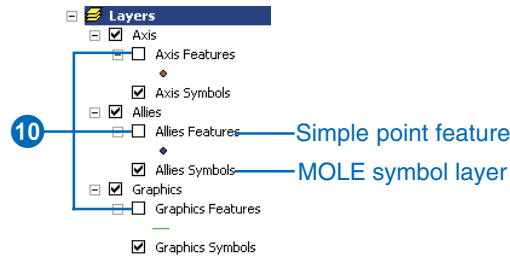 Layers
Axis
Axis Features
Axis Symbols
Allies
10
Allies Features
Simple point feature
Allies Symbols
MOLE symbol layer
Graphics
Graphics Features
Graphics Symbols